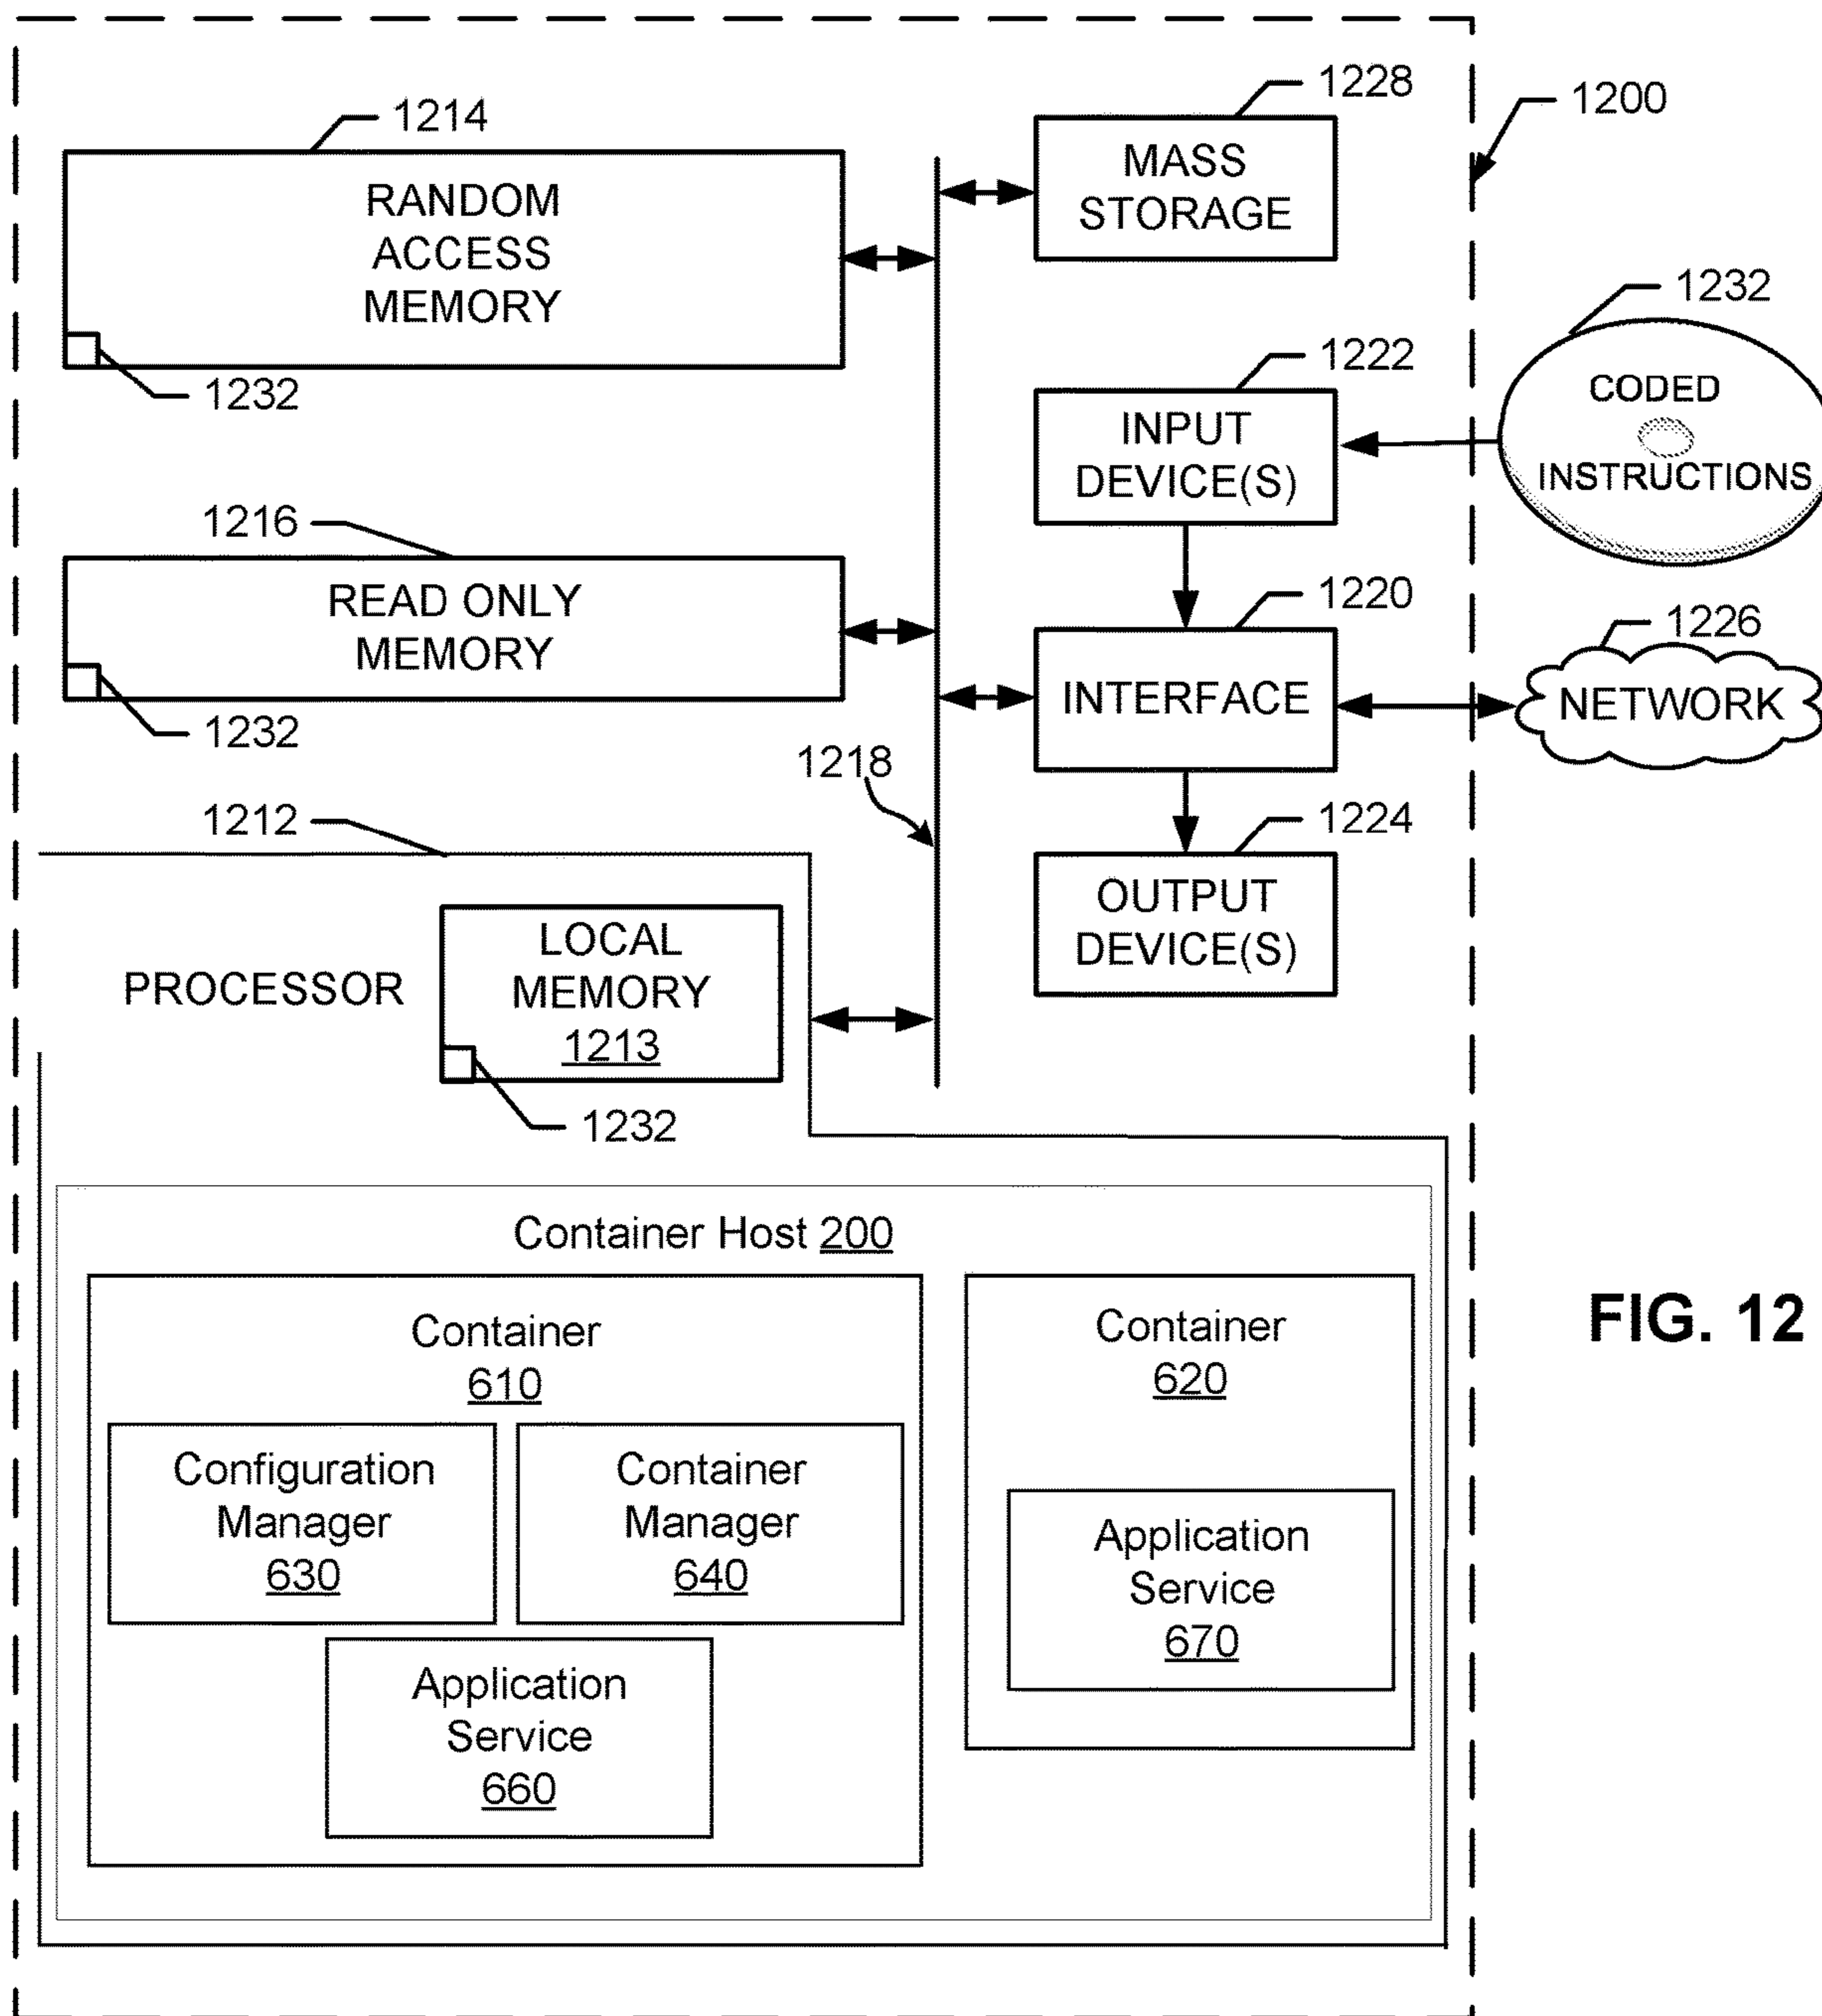 1200
1214
RANDOM
ACCESS
MEMORY
1232
1228
MASS
STORAGE
1222
INPUT
DEVICE(S)
1232
CODED
INSTRUCTIONS
1216
READ ONLY
MEMORY
1232
1220
INTERFACE
1226
NETWORK
1218
1224
OUTPUT
DEVICE(S)
1212
PROCESSOR
LOCAL
MEMORY
1213
1232
Container Host 200
Container
610
Configuration
Manager
630
Container
Manager
640
Application
Service
660
Container
620
Application
Service
670
FIG. 12